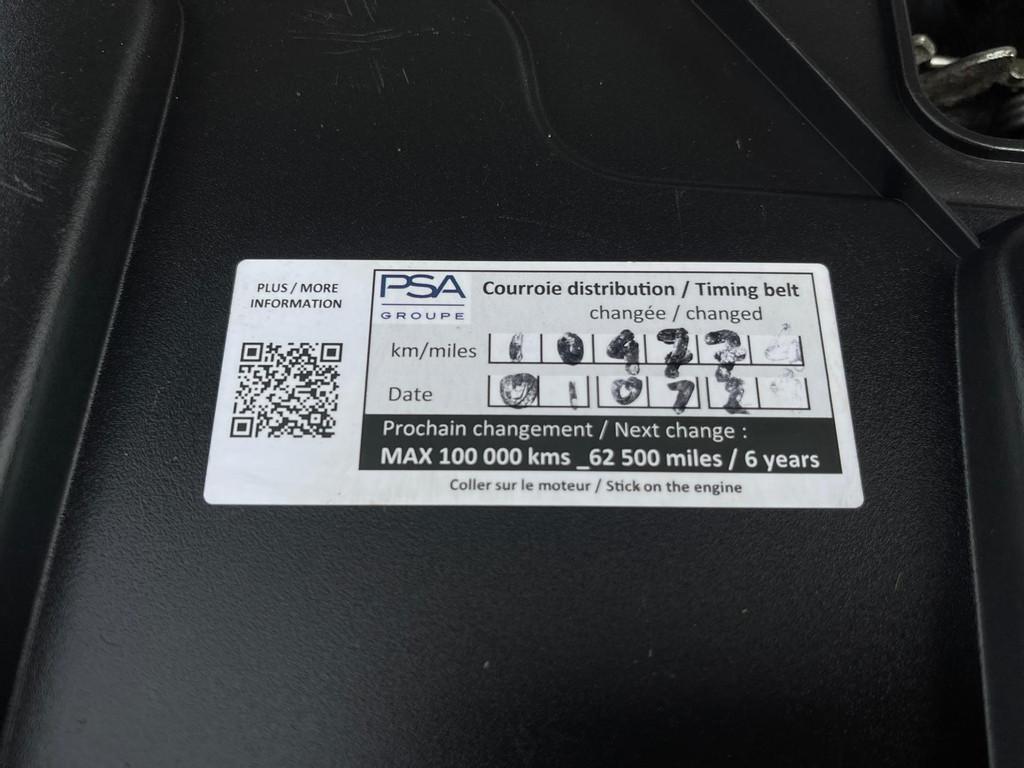 PLUS / MORE
INFORMATION
PSA
GROUPE
Courroie distribution / Timing belt
changée / changed
km/miles
Date
Prochain changement / Next change :
MAX 100 000 kms _62 500 miles / 6 years
Coller sur le moteur / Stick on the engine